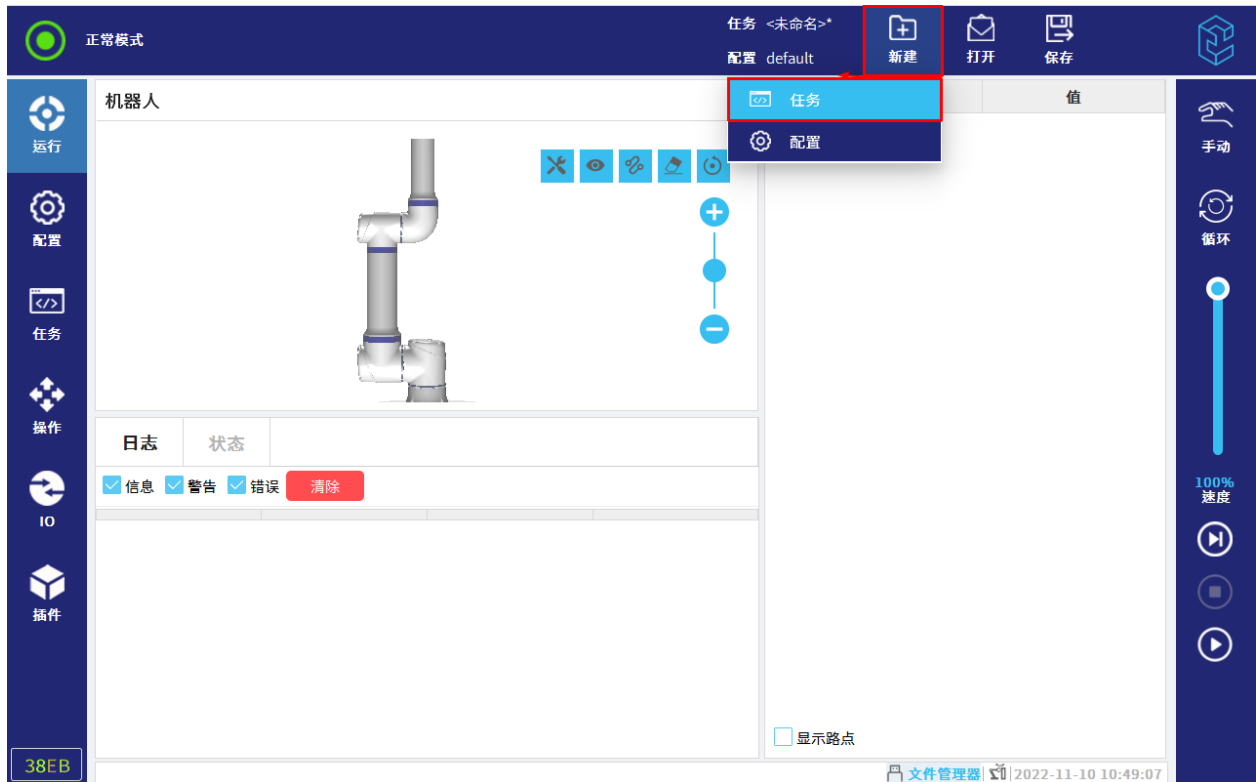 正常模式
任务 <未命名>*
配置 default
新建
打开
保存
任务
配置
运行
配置
任务
操作
IO
插件
38EB
机器人
值
日志
状态
信息
警告
错误
清除
显示路点
文件管理器
2022-11-10 10:49:07
手动
循环
100%
速度